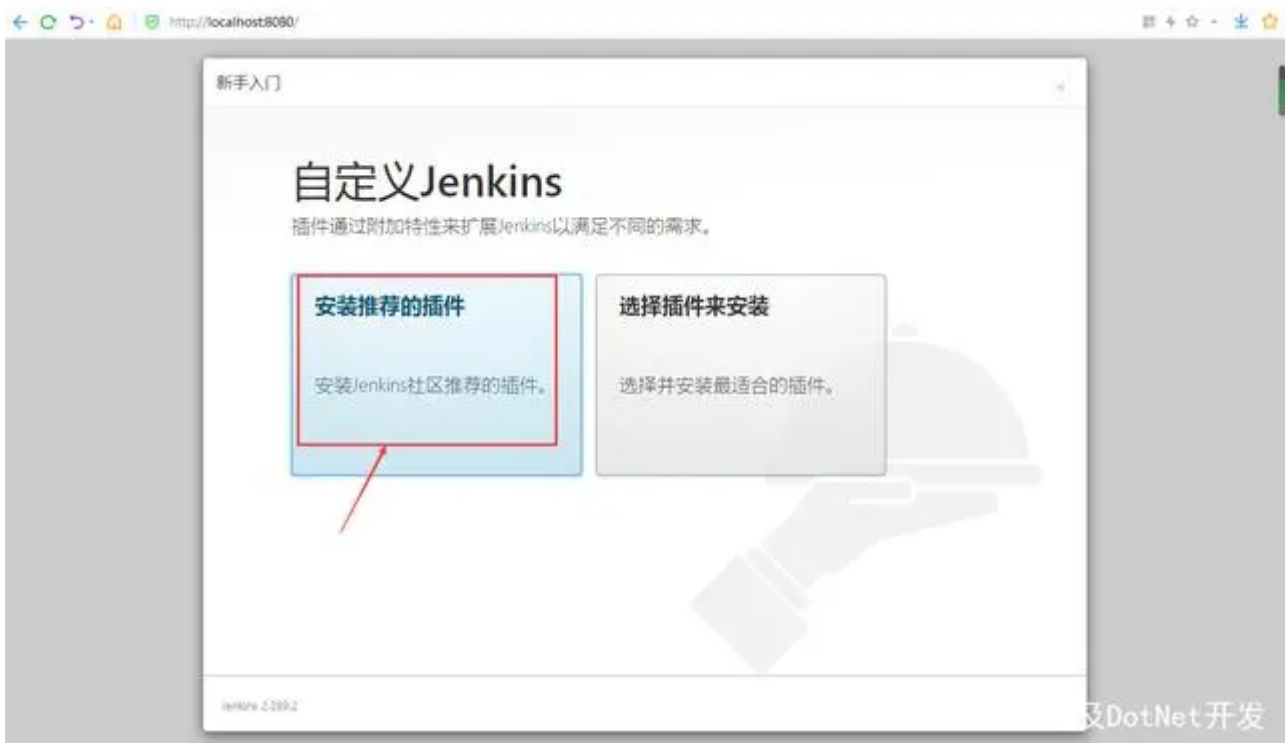 http://localhost:8080/
新手入门
自定义Jenkins
插件通过附加特性来扩展Jenkins以满足不同的需求。
安装推荐的插件
选择插件来安装
安装Jenkins社区推荐的插件。
选择并安装最适合的插件。
Jenkins 2.289.2
及DotNet开发